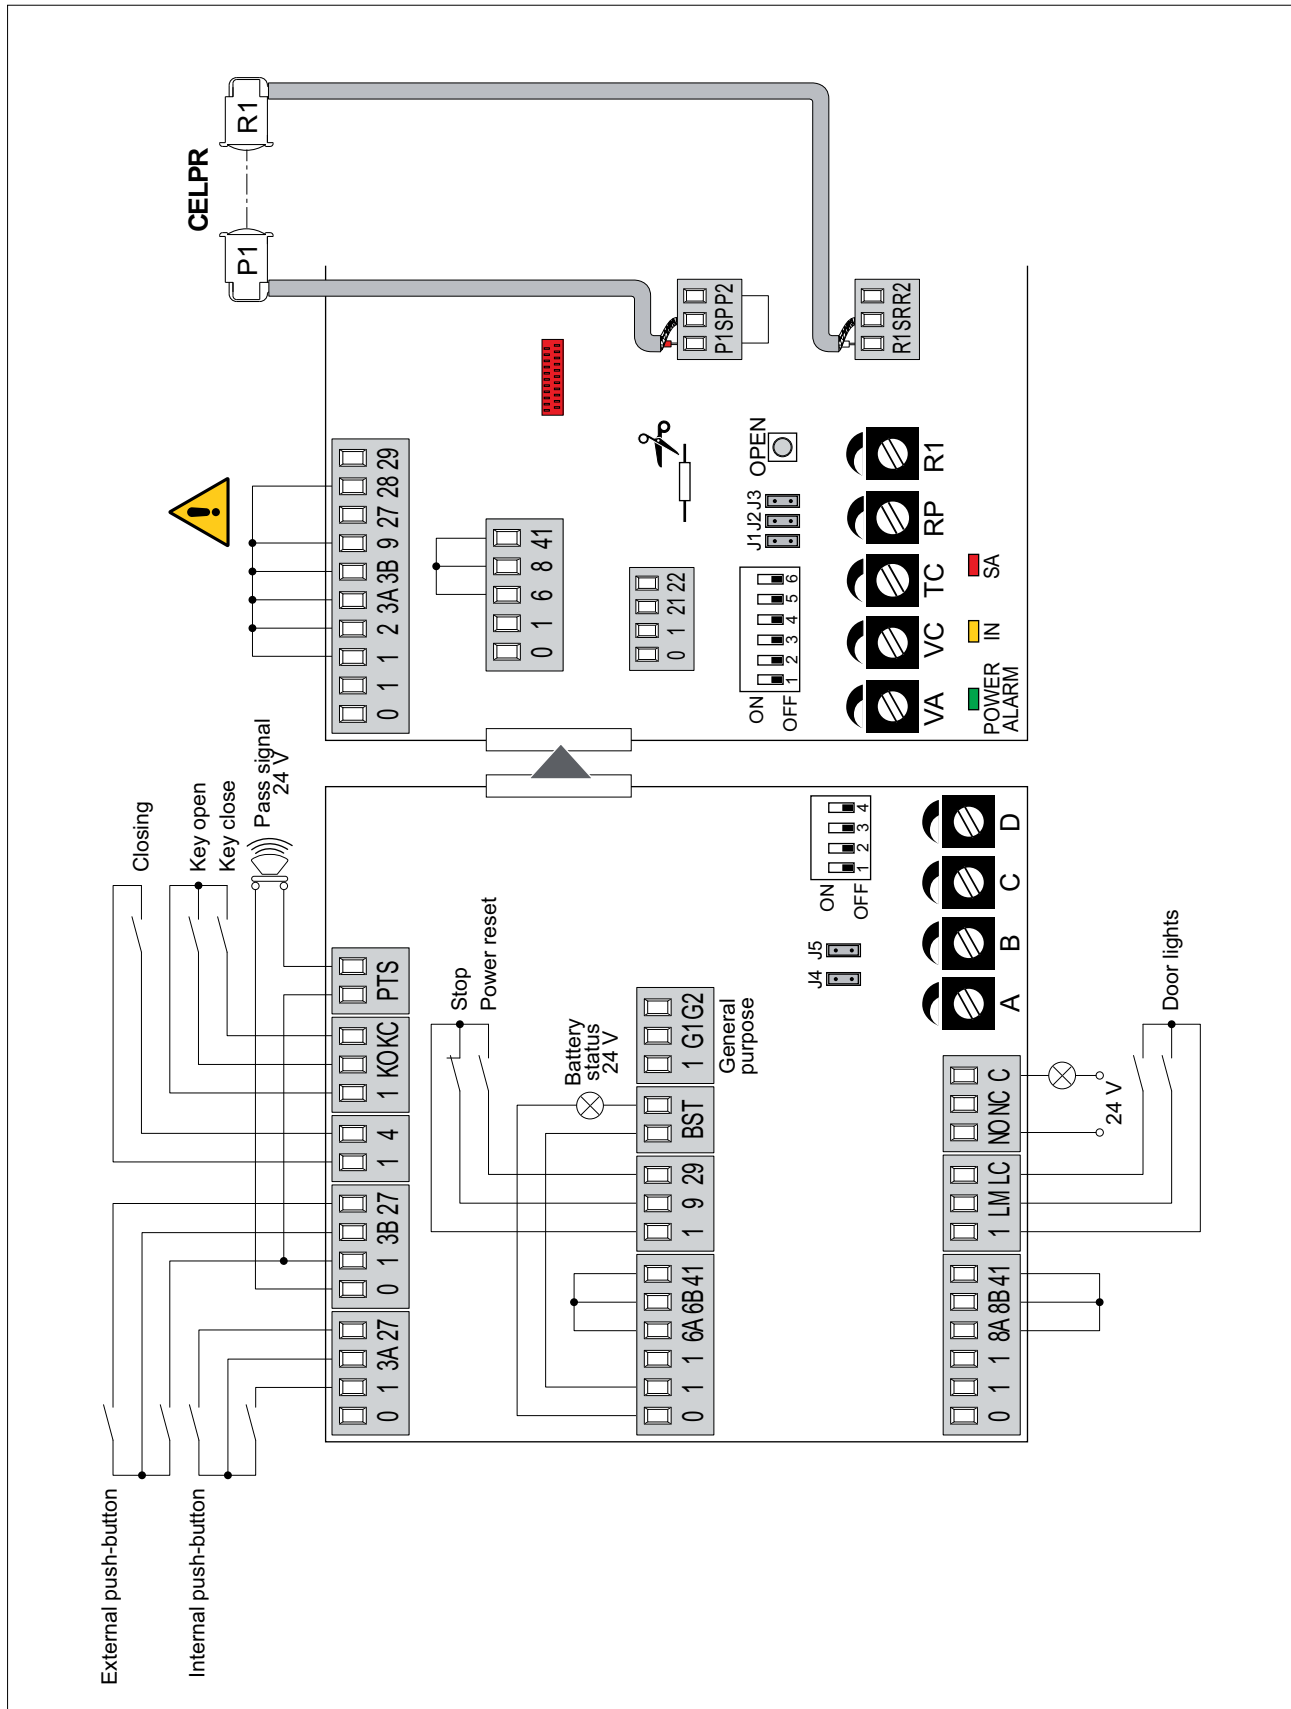 External push-button
Internal push-button
Closing
Key open
Key close
Pass signal
24 V
0 1 3A 27
0 1 3B 27
1 4
1 KO KC
PTS
Stop
Power reset
Battery
status
24 V
0 1 1 6A 6B 41
1 9 29
BST
1 G1 G2
General
purpose
J4 J5
ON
OFF
1 2 3 4
A B C D
0 1 1 8A 8B 41
1 LM LC
NO NC C
24 V
Door lights
CELPR
P1
R1
0 1 1 2 3A 3B 9 27 28 29
0 1 6 8 41
0 1 21 22
P1 SP P2
R1 SR R2
ON
OFF
1 2 3 4 5 6
J1 J2 J3
OPEN
VA VC TC RP R1
POWER
ALARM
IN
SA